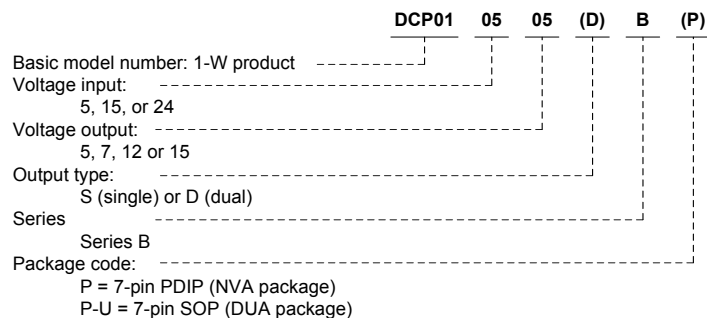 DCP01 05 05 (D) B (P)
Basic model number: 1-W product
Voltage input:
5, 15, or 24
Voltage output:
5, 7, 12 or 15
Output type:
S (single) or D (dual)
Series
Series B
Package code:
P = 7-pin PDIP (NVA package)
P-U = 7-pin SOP (DUA package)